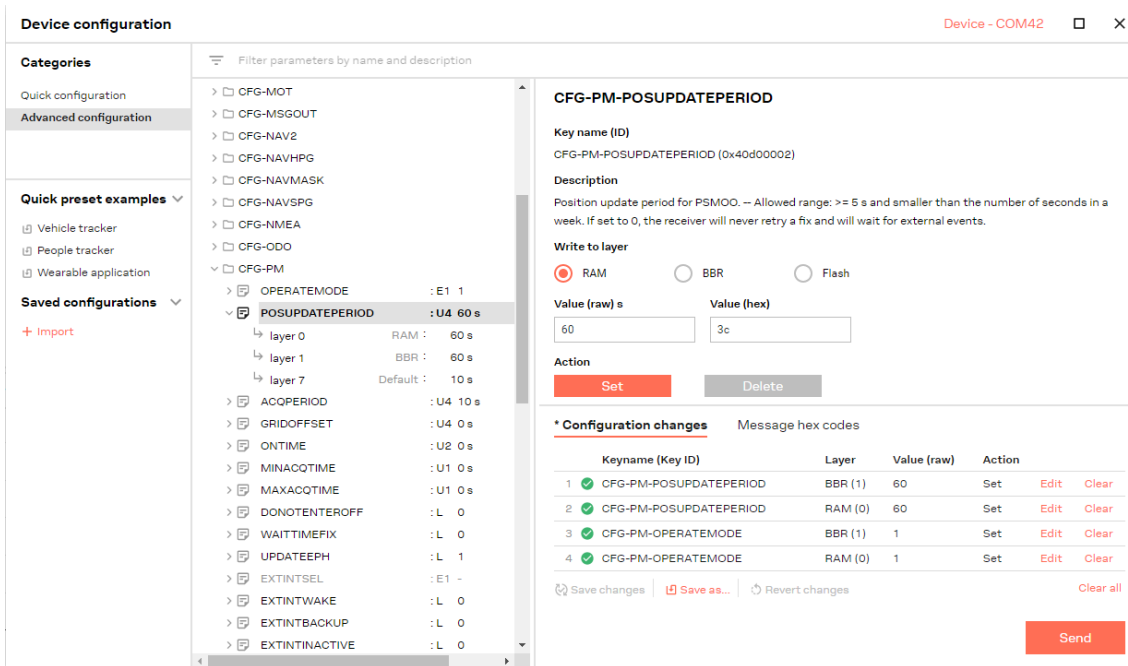 Device configuration
Device - COM42
Categories
Quick configuration
Advanced configuration
Quick preset examples
Vehicle tracker
People tracker
Wearable application
Saved configurations
+ Import
Filter parameters by name and description
CFG-MOT
CFG-MSGOUT
CFG-NAV2
CFG-NAVHPG
CFG-NAVMASK
CFG-NAVSPG
CFG-NMEA
CFG-ODO
CFG-PM
OPERATEMODE : E1 1
POSUPDATEPERIOD : U4 60 s
layer 0 RAM : 60 s
layer 1 BBR : 60 s
layer 7 Default : 10 s
ACQPERIOD : U4 10 s
GRIDOFFSET : U4 0 s
ONTIME : U2 0 s
MINACQTIME : U1 0 s
MAXACQTIME : U1 0 s
DONOTENTEROFF : L 0
WAITTIMEFIX : L 0
UPDATEEPH : L 1
EXTINTSEL : E1 -
EXTINTWAKE : L 0
EXTINTBACKUP : L 0
EXTINTINACTIVE : L 0
CFG-PM-POSUPDATEPERIOD
Key name (ID)
CFG-PM-POSUPDATEPERIOD (0x40d00002)
Description
Position update period for PSMOO. -- Allowed range: >= 5 s and smaller than the number of seconds in a
week. If set to 0, the receiver will never retry a fix and will wait for external events.
Write to layer
RAM BBR Flash
Value (raw) s Value (hex)
60 3c
Action
Set Delete
* Configuration changes Message hex codes
Keyname (Key ID) Layer Value (raw) Action
1 CFG-PM-POSUPDATEPERIOD BBR (1) 60 Set Edit Clear
2 CFG-PM-POSUPDATEPERIOD RAM (0) 60 Set Edit Clear
3 CFG-PM-OPERATEMODE BBR (1) 1 Set Edit Clear
4 CFG-PM-OPERATEMODE RAM (0) 1 Set Edit Clear
Save changes Save as... Revert changes Clear all
Send